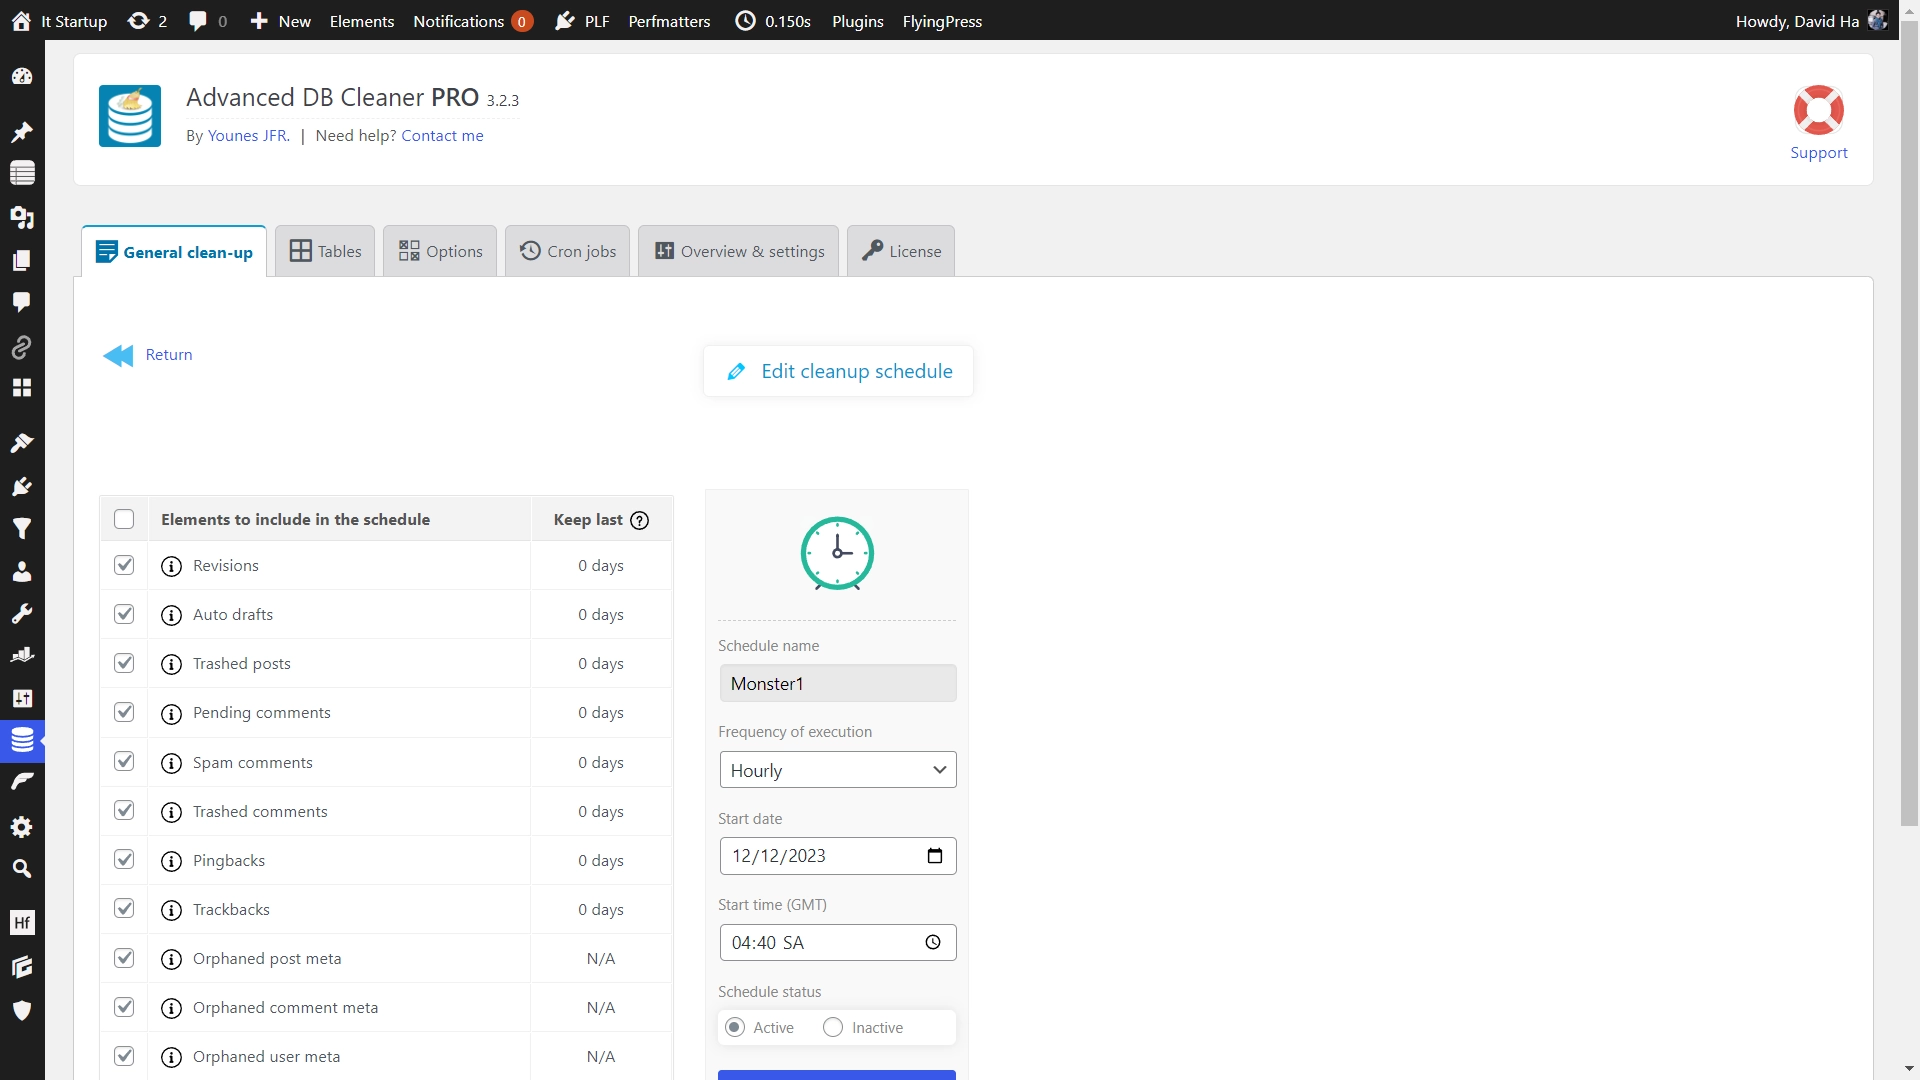 It Startup 2 0 New Elements Notifications 0 PLF Perfmatters 0.150s Plugins FlyingPress Howdy, David Ha
Advanced DB Cleaner PRO 3.2.3
By Younes JFR. | Need help? Contact me
Support
General clean-up Tables Options Cron jobs Overview & settings License
Return
Edit cleanup schedule
Elements to include in the schedule Keep last ?
Revisions 0 days
Auto drafts 0 days
Trashed posts 0 days
Pending comments 0 days
Spam comments 0 days
Trashed comments 0 days
Pingbacks 0 days
Trackbacks 0 days
Orphaned post meta N/A
Orphaned comment meta N/A
Orphaned user meta N/A
Schedule name
Monster1
Frequency of execution
Hourly
Start date
12/12/2023
Start time (GMT)
04:40 SA
Schedule status
Active Inactive
Hf